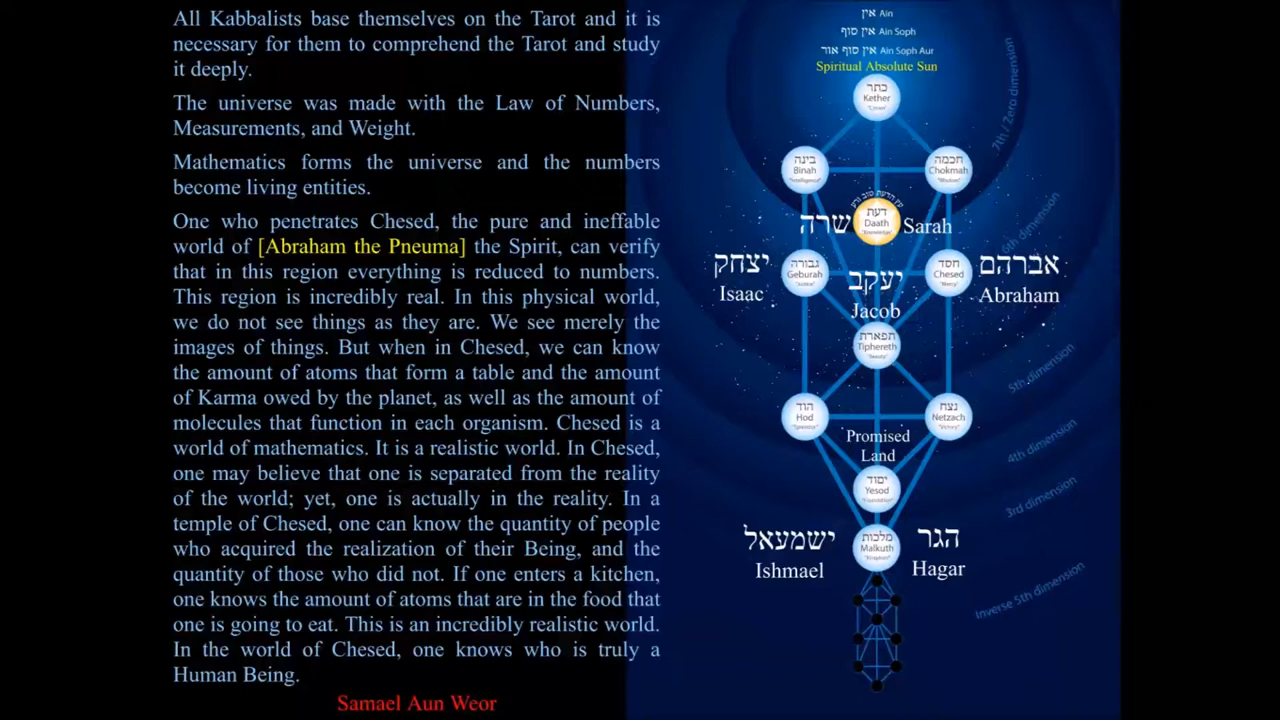 All Kabbalists base themselves on the Tarot and it is
necessary for them to comprehend the Tarot and study
it deeply.
The universe was made with the Law of Numbers,
Measurements, and Weight.
Mathematics forms the universe and the numbers
become living entities.
One who penetrates Chesed, the pure and ineffable
world of [Abraham the Pneuma] the Spirit, can verify
that in this region everything is reduced to numbers.
This region is incredibly real. In this physical world,
we do not see things as they are. We see merely the
images of things. But when in Chesed, we can know
the amount of atoms that form a table and the amount
of Karma owed by the planet, as well as the amount of
molecules that function in each organism. Chesed is a
world of mathematics. It is a realistic world. In Chesed,
one may believe that one is separated from the reality
of the world; yet, one is actually in the reality. In a
temple of Chesed, one can know the quantity of people
who acquired the realization of their Being, and the
quantity of those who did not. If one enters a kitchen,
one knows the amount of atoms that are in the food that
one is going to eat. This is an incredibly realistic world.
In the world of Chesed, one knows who is truly a
Human Being.
Samael Aun Weor
אין Ain
אין סוף Ain Soph
אין סוף אור Ain Soph Aur
Spiritual Absolute Sun
7th / Zero dimension
כתר
Kether
"Crown"
בינה
Binah
"Intelligence"
חכמה
Chokmah
"Wisdom"
עץ הדעת טוב ורע
שרה
דעת
Daath
"Knowledge"
Sarah
6th dimension
יצחק
Isaac
גבורה
Geburah
"Justice"
יעקב
Jacob
חסד
Chesed
"Mercy"
אברהם
Abraham
תפארת
Tiphereth
"Beauty"
5th dimension
הוד
Hod
"Splendor"
נצח
Netzach
"Victory"
4th dimension
Promised
Land
יסוד
Yesod
"Foundation"
3rd dimension
ישמעאל
Ishmael
מלכות
Malkuth
"Kingdom"
הגר
Hagar
Inverse 5th dimension